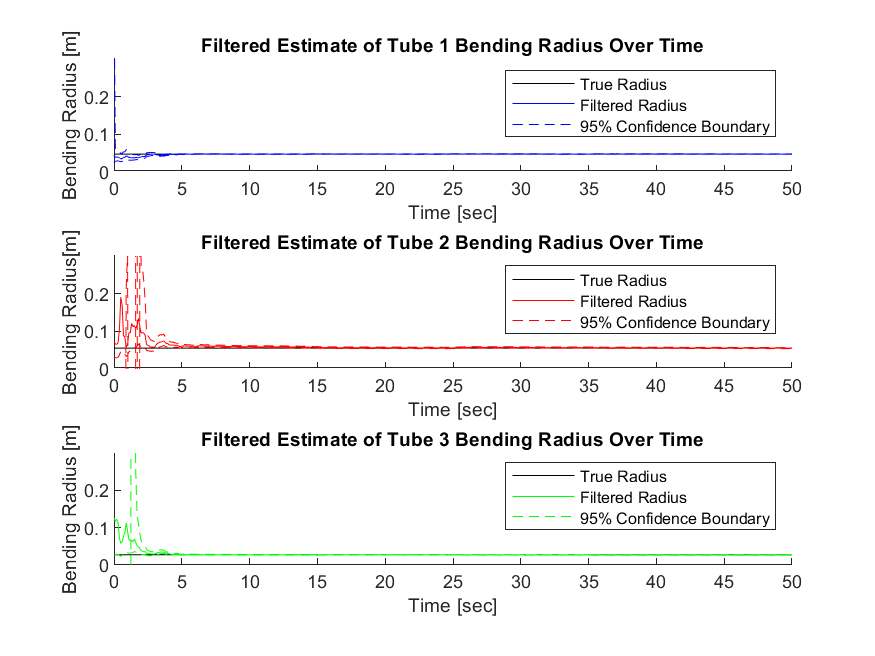 Filtered Estimate of Tube 1 Bending Radius Over Time
Bending Radius [m]
0.2
0.1
0
True Radius
Filtered Radius
95% Confidence Boundary
0 5 10 15 20 25 30 35 40 45 50
Time [sec]
Filtered Estimate of Tube 2 Bending Radius Over Time
Bending Radius[m]
0.2
0.1
0
True Radius
Filtered Radius
95% Confidence Boundary
0 5 10 15 20 25 30 35 40 45 50
Time [sec]
Filtered Estimate of Tube 3 Bending Radius Over Time
Bending Radius [m]
0.2
0.1
0
True Radius
Filtered Radius
95% Confidence Boundary
0 5 10 15 20 25 30 35 40 45 50
Time [sec]